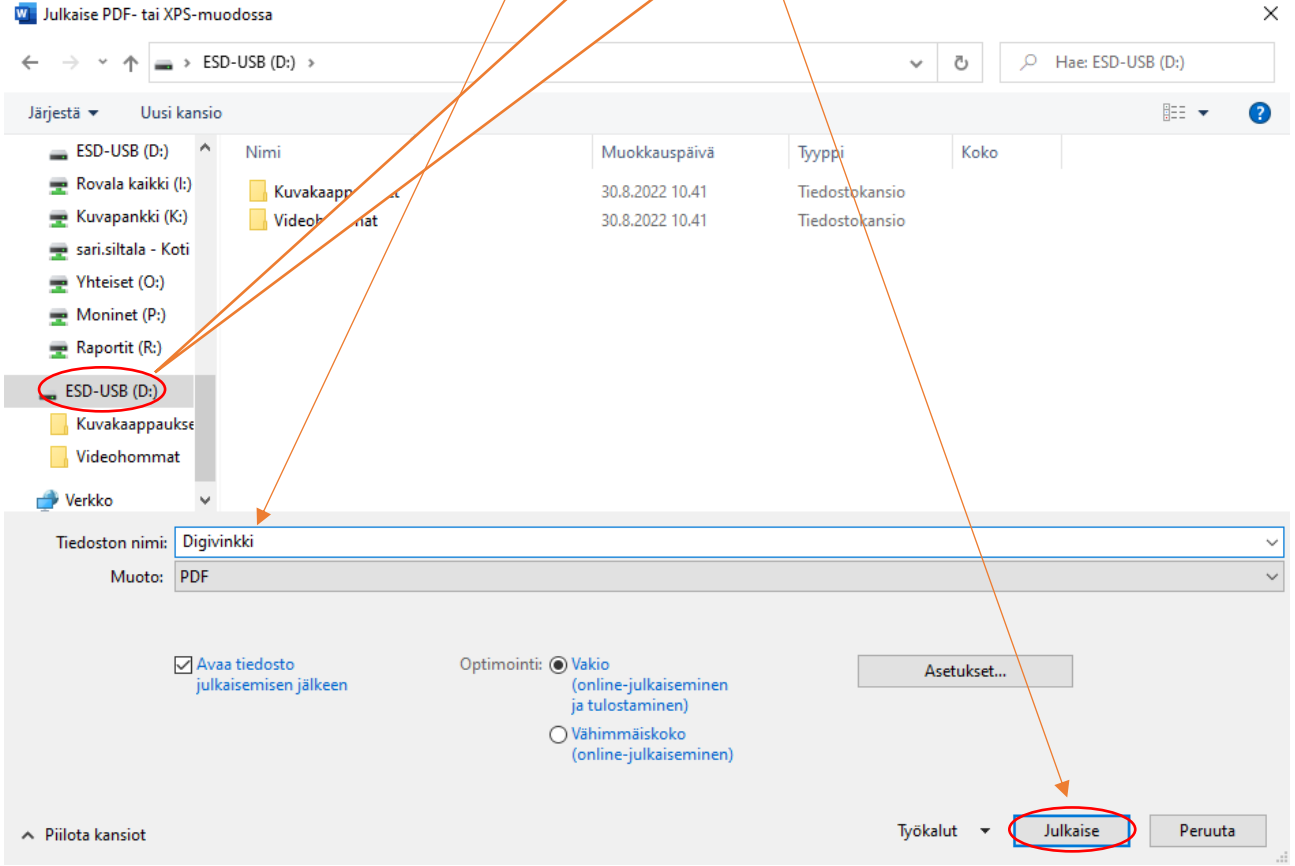 Julkaise PDF- tai XPS-muodossa
ESD-USB (D:)
Hae: ESD-USB (D:)
Järjestä
Uusi kansio
ESD-USB (D:)
Rovala kaikki (I:)
Kuvapankki (K:)
sari.siltala - Koti
Yhteiset (O:)
Moninet (P:)
Raportit (R:)
ESD-USB (D:)
Kuvakaappaukse
Videohommat
Verkko
Nimi Muokkauspäivä Tyyppi Koko
30.8.2022 10.41 Tiedostokansio
30.8.2022 10.41 Tiedostokansio
Tiedoston nimi: Digivinkki
Muoto: PDF
Avaa tiedosto
julkaisemisen jälkeen
Optimointi: Vakio
(online-julkaiseminen
ja tulostaminen)
Vähimmäiskoko
(online-julkaiseminen)
Asetukset...
Piilota kansiot
Työkalut
Julkaise
Peruuta